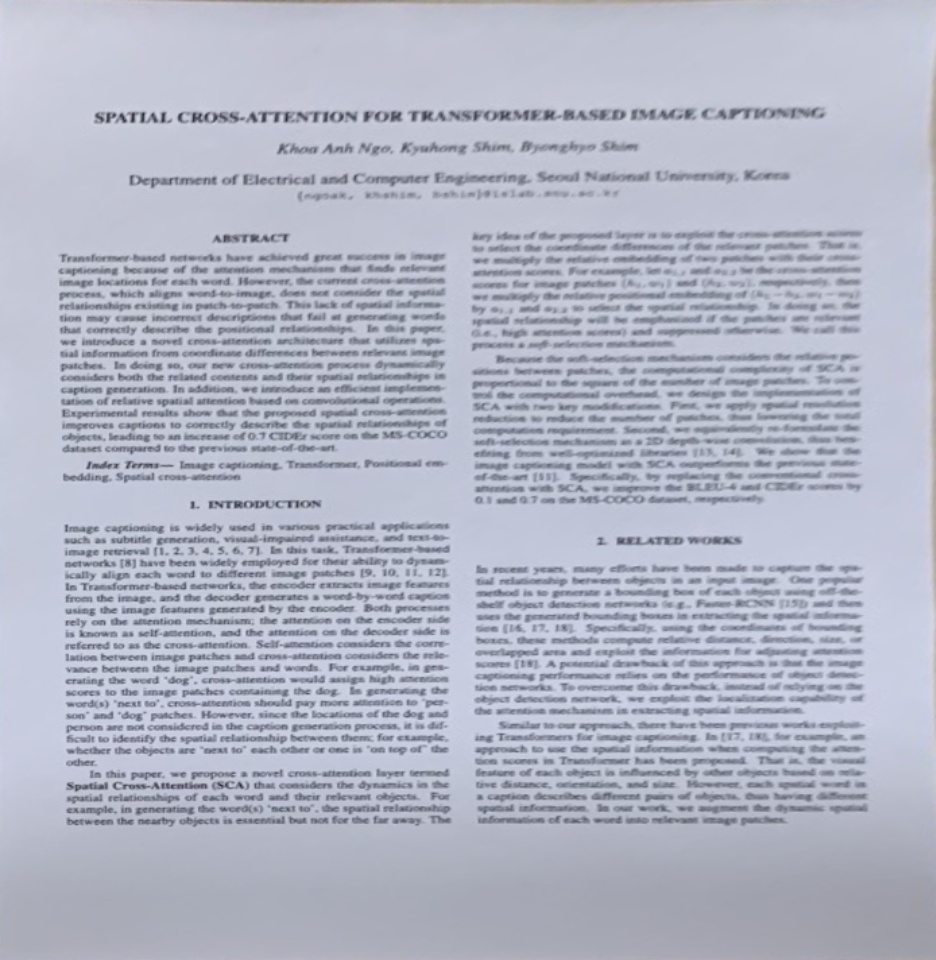 SPATIAL CROSS-ATTENTION FOR TRANSFORMER-BASED IMAGE CAPTIONING
Khoa Anh Ngo, Kyuhong Shim, Byonghyo Shim
Department of Electrical and Computer Engineering, Seoul National University, Korea
{ngoak, khshim, bshim}@islab.snu.ac.kr
ABSTRACT
Transformer-based networks have achieved great success in image
captioning because of the attention mechanism that finds relevant
image locations for each word. However, the current cross-attention
process, which aligns word-to-image, does not consider the spatial
relationships existing in patch-to-patch. This lack of spatial informa-
tion may cause incorrect descriptions that fail at generating words
that correctly describe the positional relationships. In this paper,
we introduce a novel cross-attention architecture that utilizes spa-
tial information from coordinate differences between relevant image
patches. In doing so, our new cross-attention process dynamically
considers both the related contents and their spatial relationships in
caption generation. In addition, we introduce an efficient implemen-
tation of relative spatial attention based on convolutional operations.
Experimental results show that the proposed spatial cross-attention
improves captions to correctly describe the spatial relationships of
objects, leading to an increase of 0.7 CIDEr score on the MS-COCO
dataset compared to the previous state-of-the-art.
Index Terms— Image captioning, Transformer, Positional em-
bedding, Spatial cross-attention
1. INTRODUCTION
Image captioning is widely used in various practical applications
such as subtitle generation, visual-impaired assistance, and text-to-
image retrieval [1, 2, 3, 4, 5, 6, 7]. In this task, Transformer-based
networks [8] have been widely employed for their ability to dynam-
ically align each word to different image patches [9, 10, 11, 12].
In Transformer-based networks, the encoder extracts image features
from the image, and the decoder generates a word-by-word caption
using the image features generated by the encoder. Both processes
rely on the attention mechanism; the attention on the encoder side
is known as self-attention, and the attention on the decoder side is
referred to as the cross-attention. Self-attention considers the corre-
lation between image patches and cross-attention considers the rele-
vance between the image patches and words. For example, in gen-
erating the word 'dog', cross-attention would assign high attention
scores to the image patches containing the dog. In generating the
word(s) 'next to', cross-attention should pay more attention to 'per-
son' and 'dog' patches. However, since the locations of the dog and
person are not considered in the caption generation process, it is dif-
ficult to identify the spatial relationship between them; for example,
whether the objects are "next to" each other or one is "on top of" the
other.
In this paper, we propose a novel cross-attention layer termed
Spatial Cross-Attention (SCA) that considers the dynamics in the
spatial relationships of each word and their relevant objects. For
example, in generating the word(s) 'next to', the spatial relationship
between the nearby objects is essential but not for the far away. The
key idea of the proposed layer is to exploit the cross-attention scores
to select the coordinate differences of the relevant patches. That is,
we multiply the relative embedding of two patches with their cross-
attention scores. For example, let and be the cross-attention
scores for image patches and respectively, then
we multiply the relative positional embedding of
by and to select the spatial relationship. In doing so, the
spatial relationship will be emphasized if the patches are relevant
(i.e., high attention scores) and suppressed otherwise. We call this
process a soft-selection mechanism.
Because the soft-selection mechanism considers the relative po-
sitions between patches, the computational complexity of SCA is
proportional to the square of the number of image patches. To con-
trol the computational overhead, we design the implementation of
SCA with two key modifications. First, we apply spatial resolution
reduction to reduce the number of patches, thus lowering the total
computation requirement. Second, we equivalently re-formulate the
soft-selection mechanism as a 2D depth-wise convolution, thus ben-
efiting from well-optimized libraries [13, 14]. We show that the
image captioning model with SCA outperforms the previous state-
of-the-art [11]. Specifically, by replacing the conventional cross-
attention with SCA, we improve the BLEU-4 and CIDEr scores by
0.1 and 0.7 on the MS-COCO dataset, respectively.
2. RELATED WORKS
In recent years, many efforts have been made to capture the spa-
tial relationship between objects in an input image. One popular
method is to generate a bounding box of each object using off-the-
shelf object detection networks (e.g., Faster-RCNN [15]) and then
uses the generated bounding boxes in extracting the spatial informa-
tion [16, 17, 18]. Specifically, using the coordinates of bounding
boxes, these methods compute relative distance, direction, size, or
overlapped area and exploit the information for adjusting attention
scores [18]. A potential drawback of this approach is that the image
captioning performance relies on the performance of object detec-
tion networks. To overcome this drawback, instead of relying on the
object detection network, we exploit the localization capability of
the attention mechanism in extracting spatial information.
Similar to our approach, there have been previous works exploit-
ing Transformers for image captioning. In [17, 18], for example, an
approach to use the spatial information when computing the atten-
tion scores in Transformer has been proposed. That is, the visual
feature of each object is influenced by other objects based on rela-
tive distance, orientation, and size. However, each spatial word in
a caption describes different pairs of objects, thus having different
spatial information. In our work, we augment the dynamic spatial
information of each word into relevant image patches.